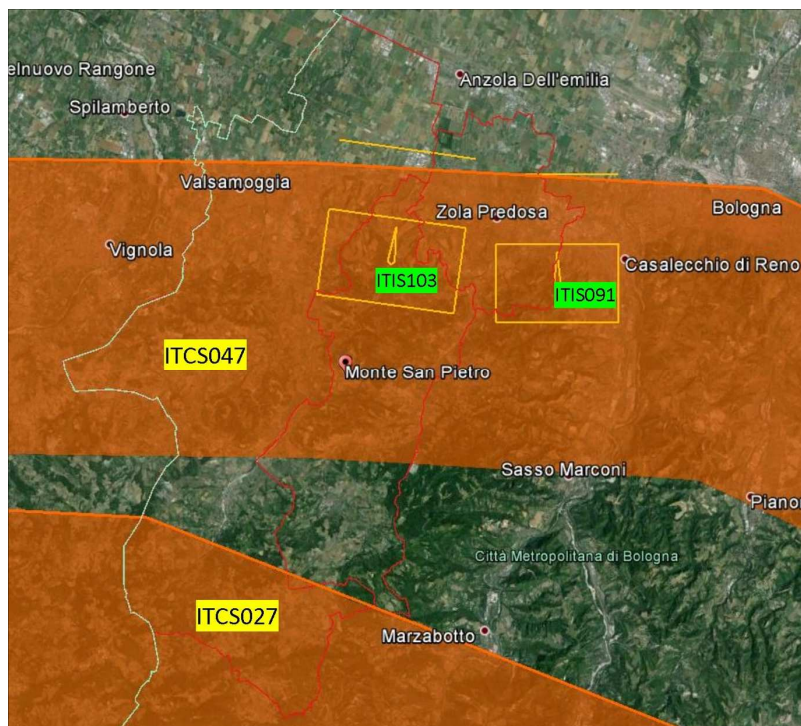 elnuovo Rangone
Anzola Dell'emilia
Spilamberto
Valsamoggia
Zola Predosa
Bologna
Vignola
Casalecchio di Reno
ITIS103
ITIS091
ITCS047
Monte San Pietro
Sasso Marconi
Pianor
Città Metropolitana di Bologna
ITCS027
Marzabotto